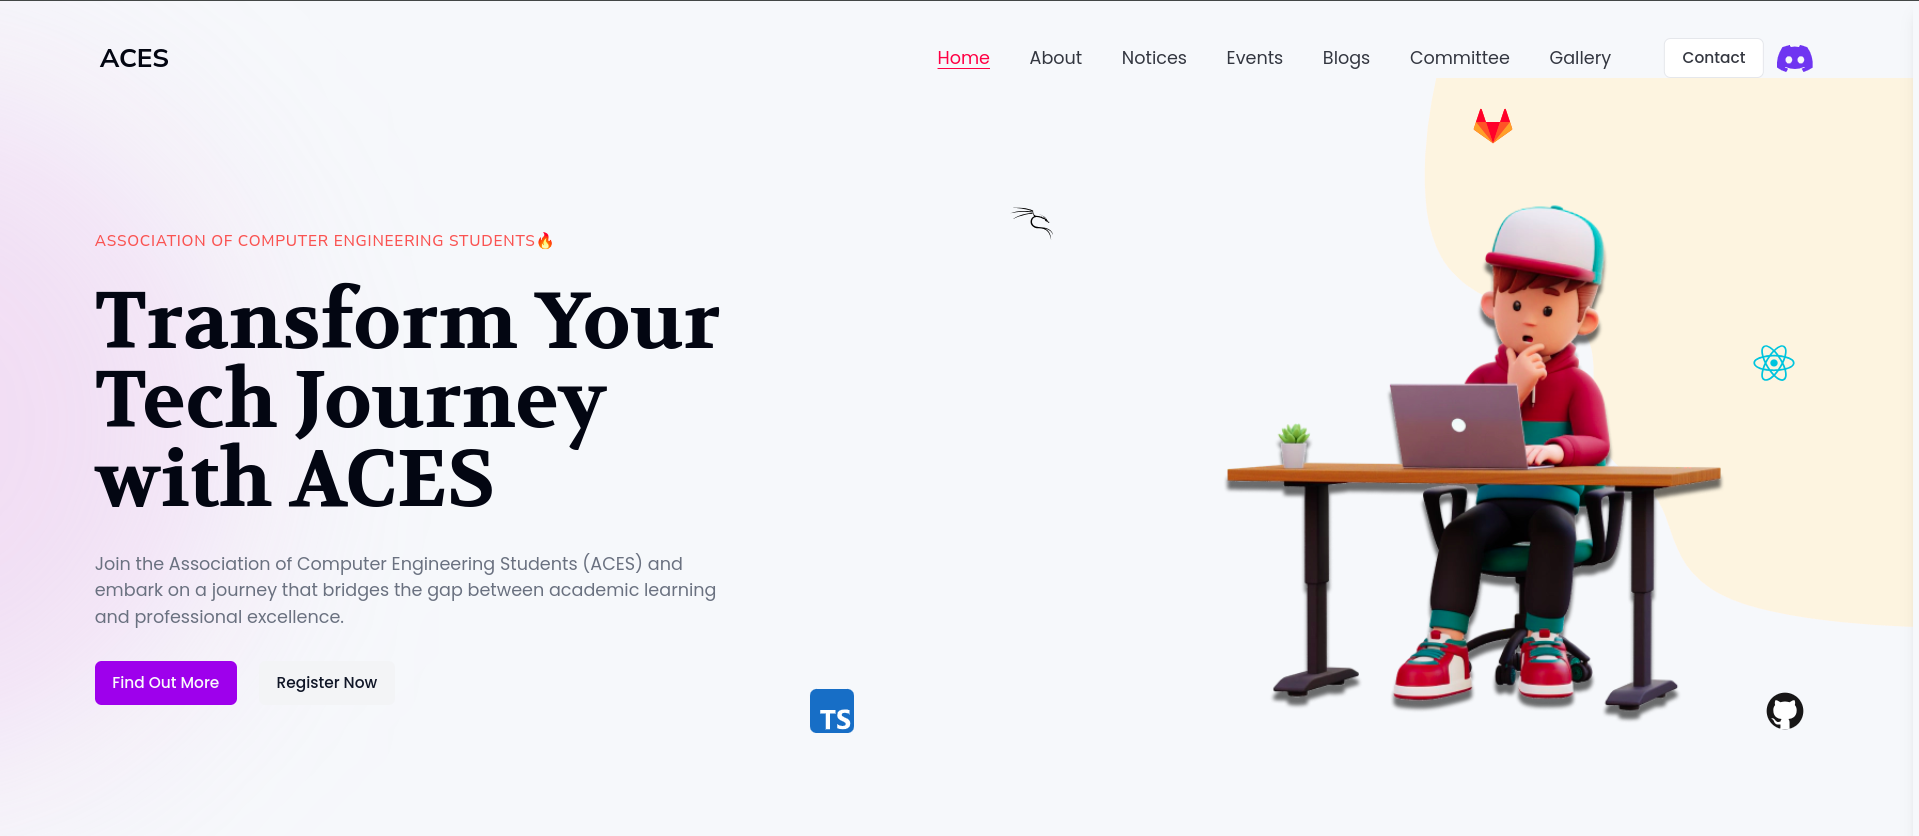 ACES
Home About Notices Events Blogs Committee Gallery Contact
ASSOCIATION OF COMPUTER ENGINEERING STUDENTS🔥
Transform Your
Tech Journey
with ACES
Join the Association of Computer Engineering Students (ACES) and
embark on a journey that bridges the gap between academic learning
and professional excellence.
Find Out More Register Now
TS